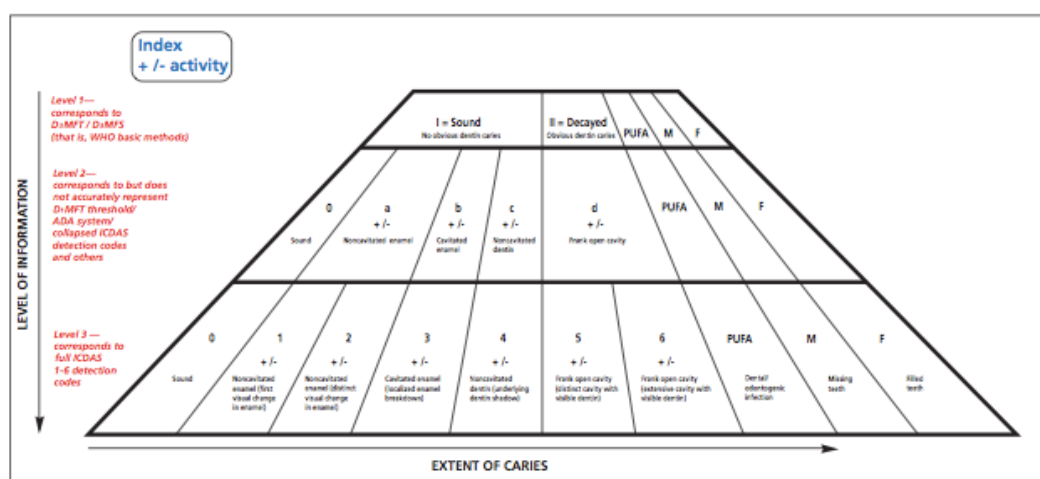 Index
+ /- activity
Level 1—
corresponds to
D3MFT / D3MFS
(that is, WHO basic methods)
I = Sound
No obvious dentin caries
II = Decayed
Obvious dentin caries
PUFA
M
F
Level 2—
corresponds to but does
not accurately represent
D1MFT threshold/
ADA system/
collapsed ICDAS
detection codes
and others
0
Sound
a
+ /-
Noncavitated enamel
b
+ /-
Cavitated
enamel
c
+ /-
Noncavitated
dentin
d
+ /-
Frank open cavity
PUFA
M
F
Level 3 —
corresponds to
full ICDAS
1–6 detection
codes
0
Sound
1
+ /-
Noncavitated
enamel (first
visual change
in enamel)
2
+ /-
Noncavitated
enamel (distinct
visual change
in enamel)
3
+ /-
Cavitated enamel
(localized enamel
breakdown)
4
+ /-
Noncavitated
dentin (underlying
dentin shadow)
5
+ /-
Frank open cavity
(distinct cavity with
visible dentin)
6
+ /-
Frank open cavity
(extensive cavity with
visible dentin)
PUFA
Dental/
odontogenic
infection
M
Missing
teeth
F
Filled
teeth
LEVEL OF INFORMATION
EXTENT OF CARIES